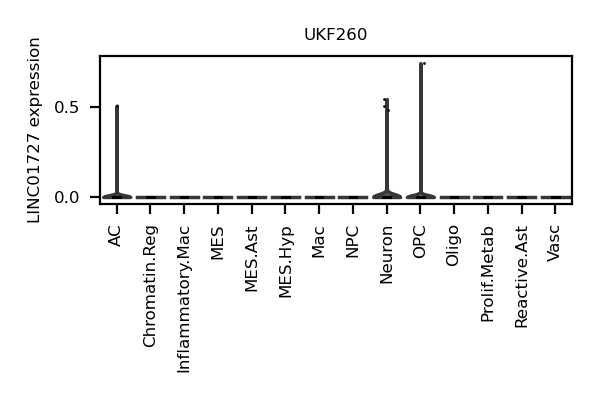 UKF260
LINC01727 expression
0.5
0.0
AC
Chromatin.Reg
Inflammatory.Mac
MES
MES.Ast
MES.Hyp
Mac
NPC
Neuron
OPC
Oligo
Prolif.Metab
Reactive.Ast
Vasc